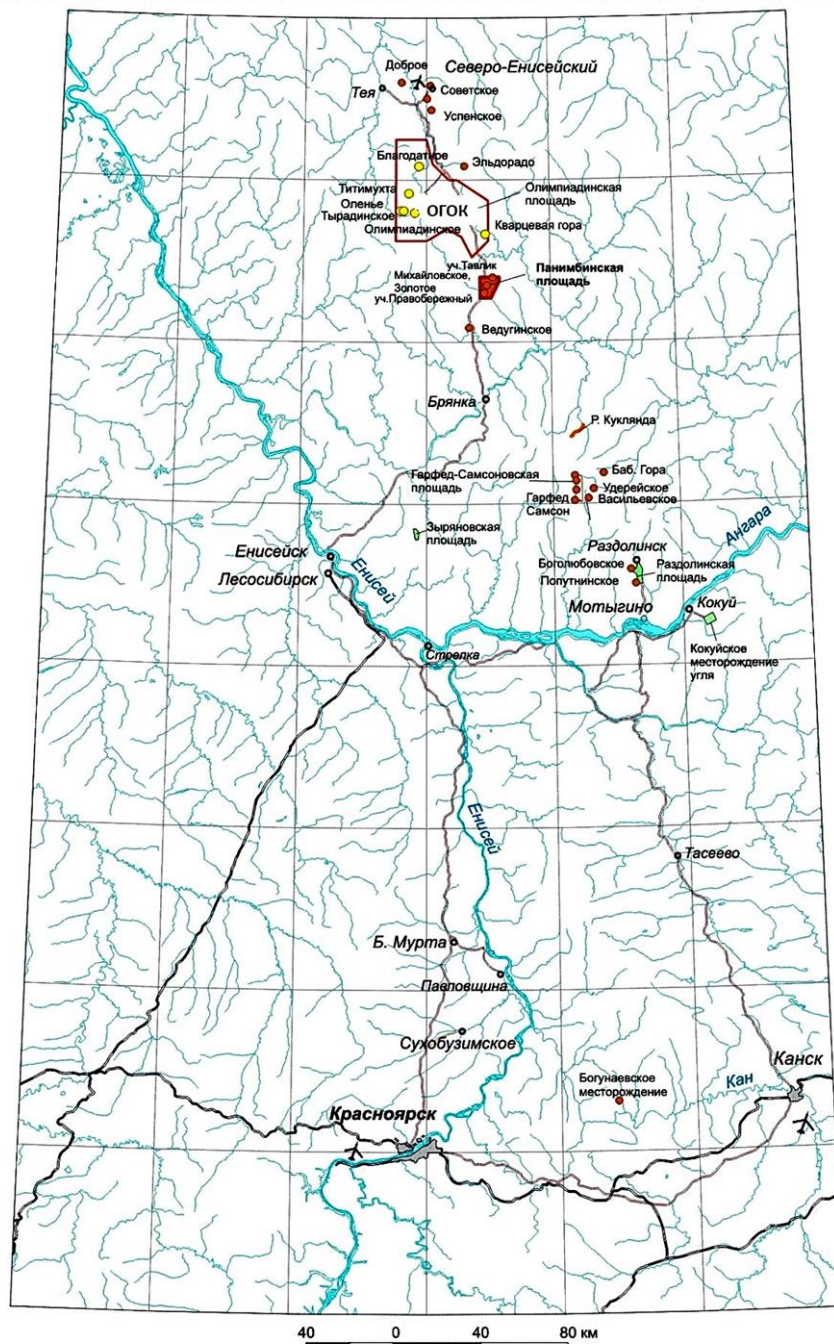 Доброе
Северо-Енисейский
Тея
Советское
Успенское
Благодатное
Эльдорадо
Титимухта
Олимпиадинская
площадь
Оленье
Тырадинское
ОГОК
Олимпиадинское
Кварцевая гора
уч.Тавлик
Михайловское,
Золотое
уч.Правобережный
Панимбинская
площадь
Ведугинское
Брянка
Р. Куклянда
Гарфед-Самсоновская
площадь
Баб. Гора
Удерейское
Гарфед
Самсон
Васильевское
Зыряновская
площадь
Ангара
Енисейск
Лесосибирск
Енисей
Раздолинск
Боголюбовское
Попутнинское
Раздолинская
площадь
Мотыгино
Кокуй
Стрелка
Кокуйское
месторождение
угля
Енисей
Тасеево
Б. Мурта
Павловщина
Сухобузимское
Канск
Кан
Богунаевское
месторождение
Красноярск
40 0 40 80 км